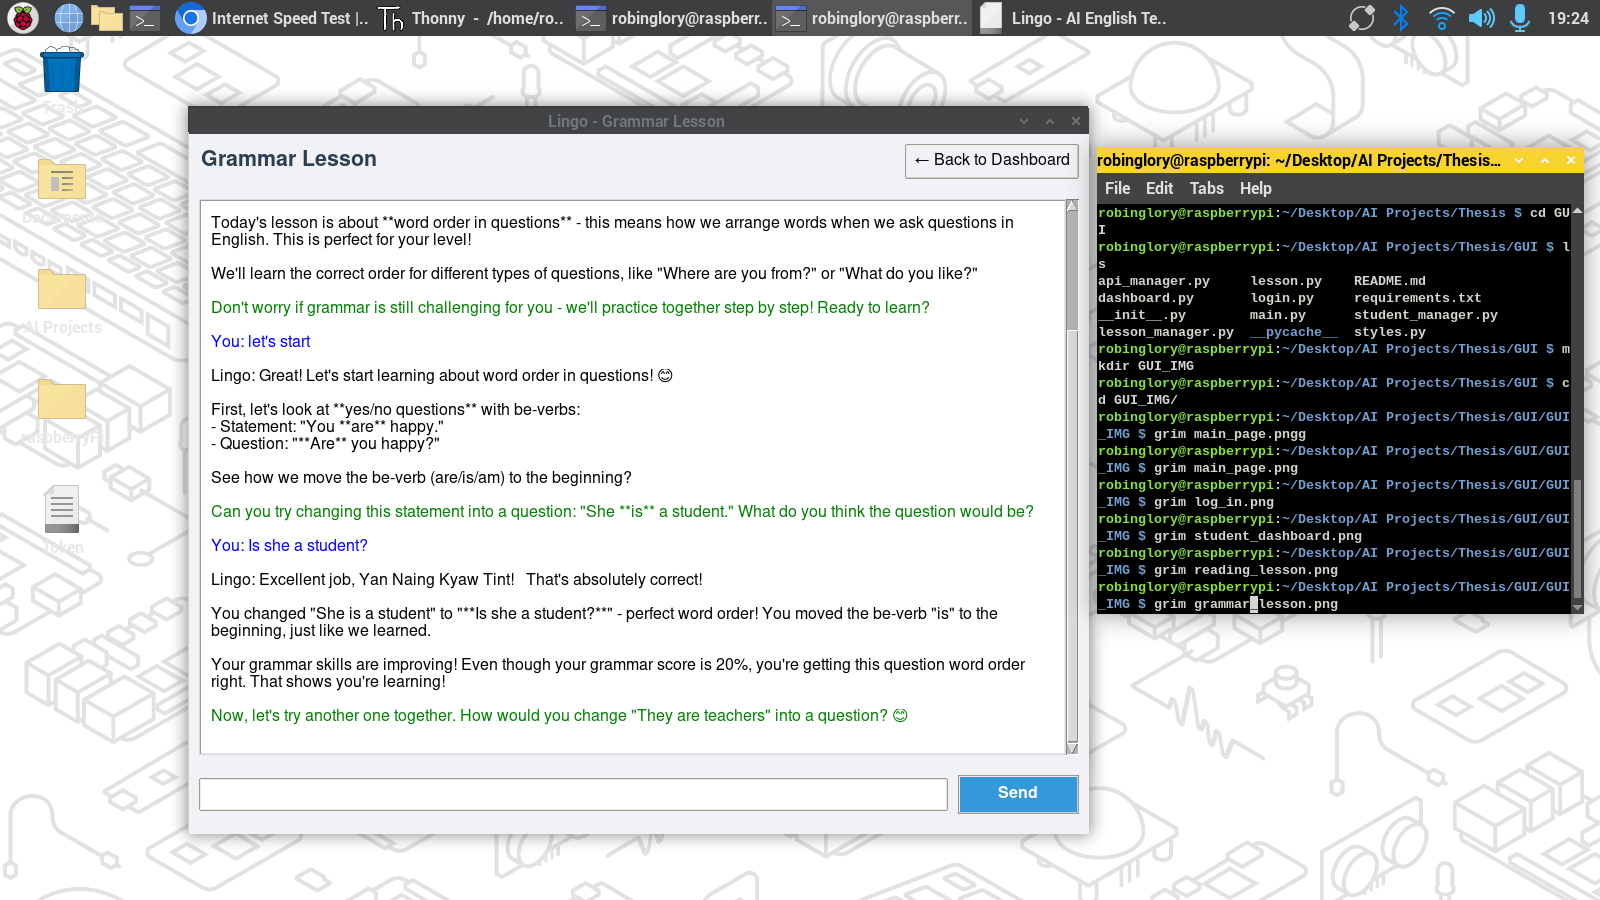 Internet Speed Test |..
Thonny - /home/ro..
robinglory@raspberr..
robinglory@raspberr..
Lingo - AI English Te..
19:24
Trash
Documents
AI Projects
raspberryPi
Token
Lingo - Grammar Lesson
Grammar Lesson
← Back to Dashboard
Today's lesson is about **word order in questions** - this means how we arrange words when we ask questions in
English. This is perfect for your level!
We'll learn the correct order for different types of questions, like "Where are you from?" or "What do you like?"
Don't worry if grammar is still challenging for you - we'll practice together step by step! Ready to learn?
You: let's start
Lingo: Great! Let's start learning about word order in questions! 😊
First, let's look at **yes/no questions** with be-verbs:
- Statement: "You **are** happy."
- Question: "**Are** you happy?"
See how we move the be-verb (are/is/am) to the beginning?
Can you try changing this statement into a question: "She **is** a student." What do you think the question would be?
You: Is she a student?
Lingo: Excellent job, Yan Naing Kyaw Tint!   That's absolutely correct!
You changed "She is a student" to "**Is she a student?**" - perfect word order! You moved the be-verb "is" to the
beginning, just like we learned.
Your grammar skills are improving! Even though your grammar score is 20%, you're getting this question word order
right. That shows you're learning!
Now, let's try another one together. How would you change "They are teachers" into a question? 😊
Send
robinglory@raspberrypi: ~/Desktop/AI Projects/Thesis...
File Edit Tabs Help
robinglory@raspberrypi:~/Desktop/AI Projects/Thesis $ cd GU
I
robinglory@raspberrypi:~/Desktop/AI Projects/Thesis/GUI $ l
s
api_manager.py     lesson.py    README.md
dashboard.py       login.py     requirements.txt
__init__.py        main.py      student_manager.py
lesson_manager.py  __pycache__  styles.py
robinglory@raspberrypi:~/Desktop/AI Projects/Thesis/GUI $ m
kdir GUI_IMG
robinglory@raspberrypi:~/Desktop/AI Projects/Thesis/GUI $ c
d GUI_IMG/
robinglory@raspberrypi:~/Desktop/AI Projects/Thesis/GUI/GUI
_IMG $ grim main_page.pngg
robinglory@raspberrypi:~/Desktop/AI Projects/Thesis/GUI/GUI
_IMG $ grim main_page.png
robinglory@raspberrypi:~/Desktop/AI Projects/Thesis/GUI/GUI
_IMG $ grim log_in.png
robinglory@raspberrypi:~/Desktop/AI Projects/Thesis/GUI/GUI
_IMG $ grim student_dashboard.png
robinglory@raspberrypi:~/Desktop/AI Projects/Thesis/GUI/GUI
_IMG $ grim reading_lesson.png
robinglory@raspberrypi:~/Desktop/AI Projects/Thesis/GUI/GUI
_IMG $ grim grammar_lesson.png